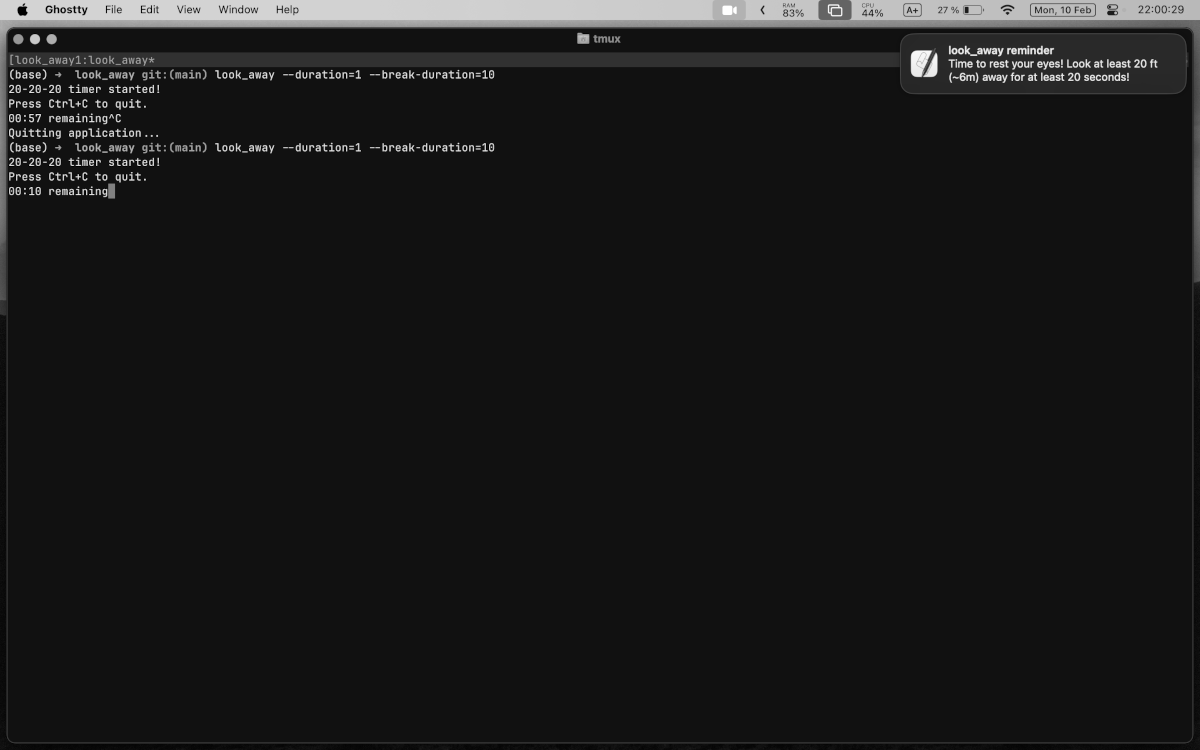 Ghostty File Edit View Window Help RAM 83% CPU 44% A+ 27 % Mon, 10 Feb 22:00:29
tmux
[look_away1:look_away*
(base) → look_away git:(main) look_away --duration=1 --break-duration=10
20-20-20 timer started!
Press Ctrl+C to quit.
00:57 remaining^C
Quitting application...
(base) → look_away git:(main) look_away --duration=1 --break-duration=10
20-20-20 timer started!
Press Ctrl+C to quit.
00:10 remaining
look_away reminder
Time to rest your eyes! Look at least 20 ft
(~6m) away for at least 20 seconds!